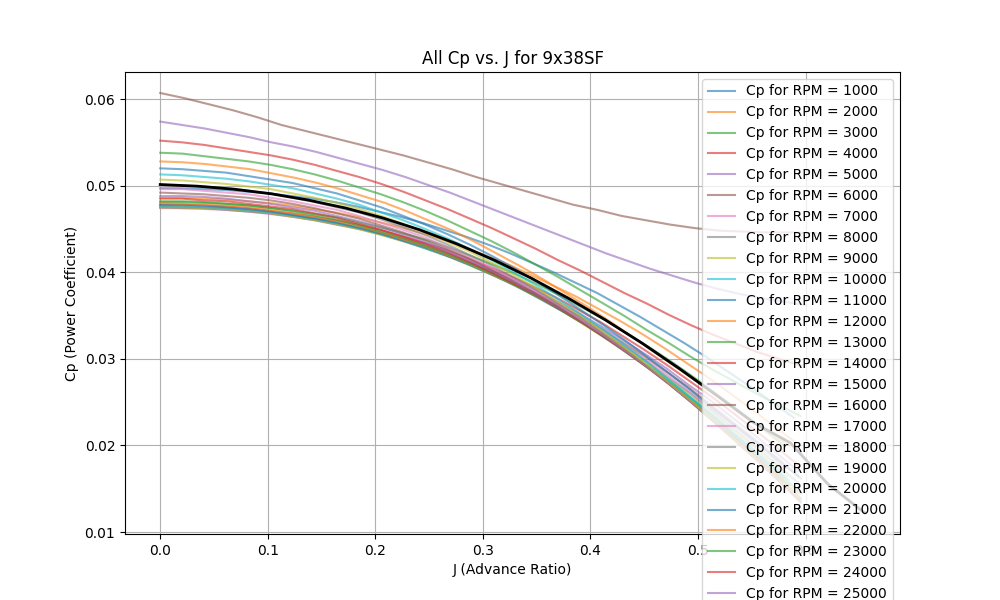 All Cp vs. J for 9x38SF
Cp (Power Coefficient)
0.06
0.05
0.04
0.03
0.02
0.01
0.0 0.1 0.2 0.3 0.4 0.5
J (Advance Ratio)
Cp for RPM = 1000
Cp for RPM = 2000
Cp for RPM = 3000
Cp for RPM = 4000
Cp for RPM = 5000
Cp for RPM = 6000
Cp for RPM = 7000
Cp for RPM = 8000
Cp for RPM = 9000
Cp for RPM = 10000
Cp for RPM = 11000
Cp for RPM = 12000
Cp for RPM = 13000
Cp for RPM = 14000
Cp for RPM = 15000
Cp for RPM = 16000
Cp for RPM = 17000
Cp for RPM = 18000
Cp for RPM = 19000
Cp for RPM = 20000
Cp for RPM = 21000
Cp for RPM = 22000
Cp for RPM = 23000
Cp for RPM = 24000
Cp for RPM = 25000